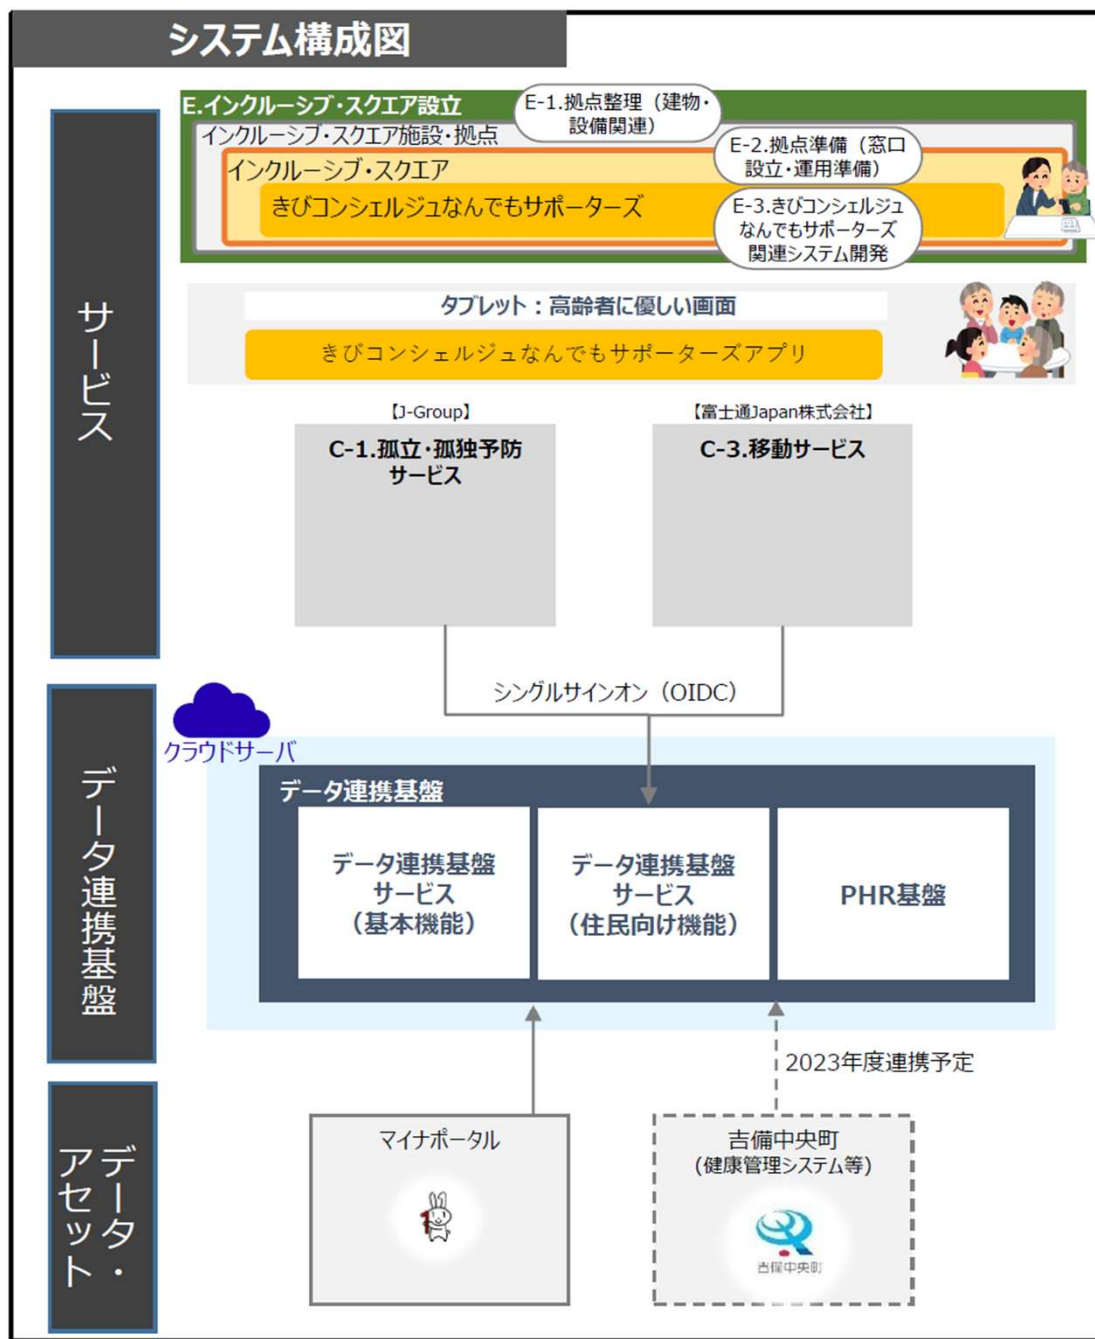 システム構成図
サービス
E.インクルーシブ・スクエア設立
E-1.拠点整理（建物・
設備関連）
インクルーシブ・スクエア施設・拠点
E-2.拠点準備（窓口
設立・運用準備）
インクルーシブ・スクエア
きびコンシェルジュなんでもサポーターズ
E-3.きびコンシェルジュ
なんでもサポーターズ
関連システム開発
タブレット：高齢者に優しい画面
きびコンシェルジュなんでもサポーターズアプリ
【J-Group】
C-1.孤立・孤独予防
サービス
【富士通Japan株式会社】
C-3.移動サービス
シングルサインオン（OIDC）
データ連携基盤
クラウドサーバ
データ連携基盤
データ連携基盤
サービス
（基本機能）
データ連携基盤
サービス
（住民向け機能）
PHR基盤
2023年度連携予定
データ・
アセット
マイナポータル
吉備中央町
(健康管理システム等)
吉備中央町